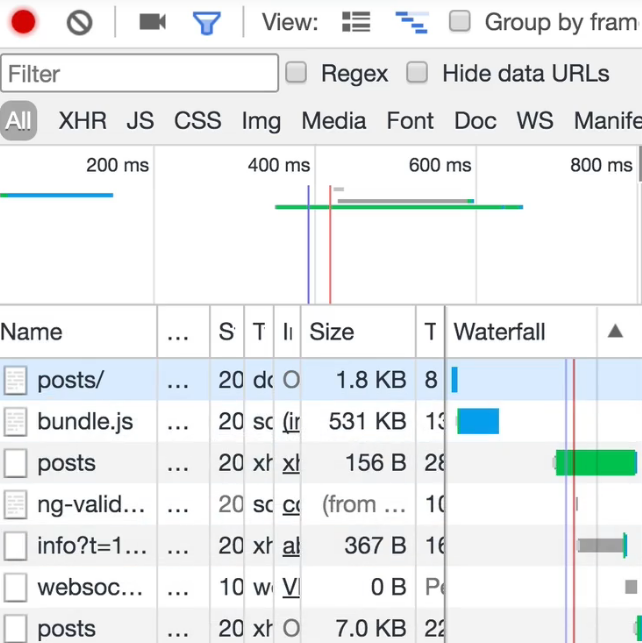 View: Group by fram
Filter Regex Hide data URLs
All XHR JS CSS Img Media Font Doc WS Manife
200 ms 400 ms 600 ms 800 ms
Name ... S T I Size T Waterfall
posts/ ... 20 dc O 1.8 KB 8
bundle.js ... 20 sc (ir 531 KB 13
posts ... 20 xh xh 156 B 28
ng-valid... ... 20 sc cc (from ... 10
info?t=1... ... 20 xh al 367 B 16
websoc... ... 10 w VI 0 B Pe
posts ... 20 xh O 7.0 KB 22